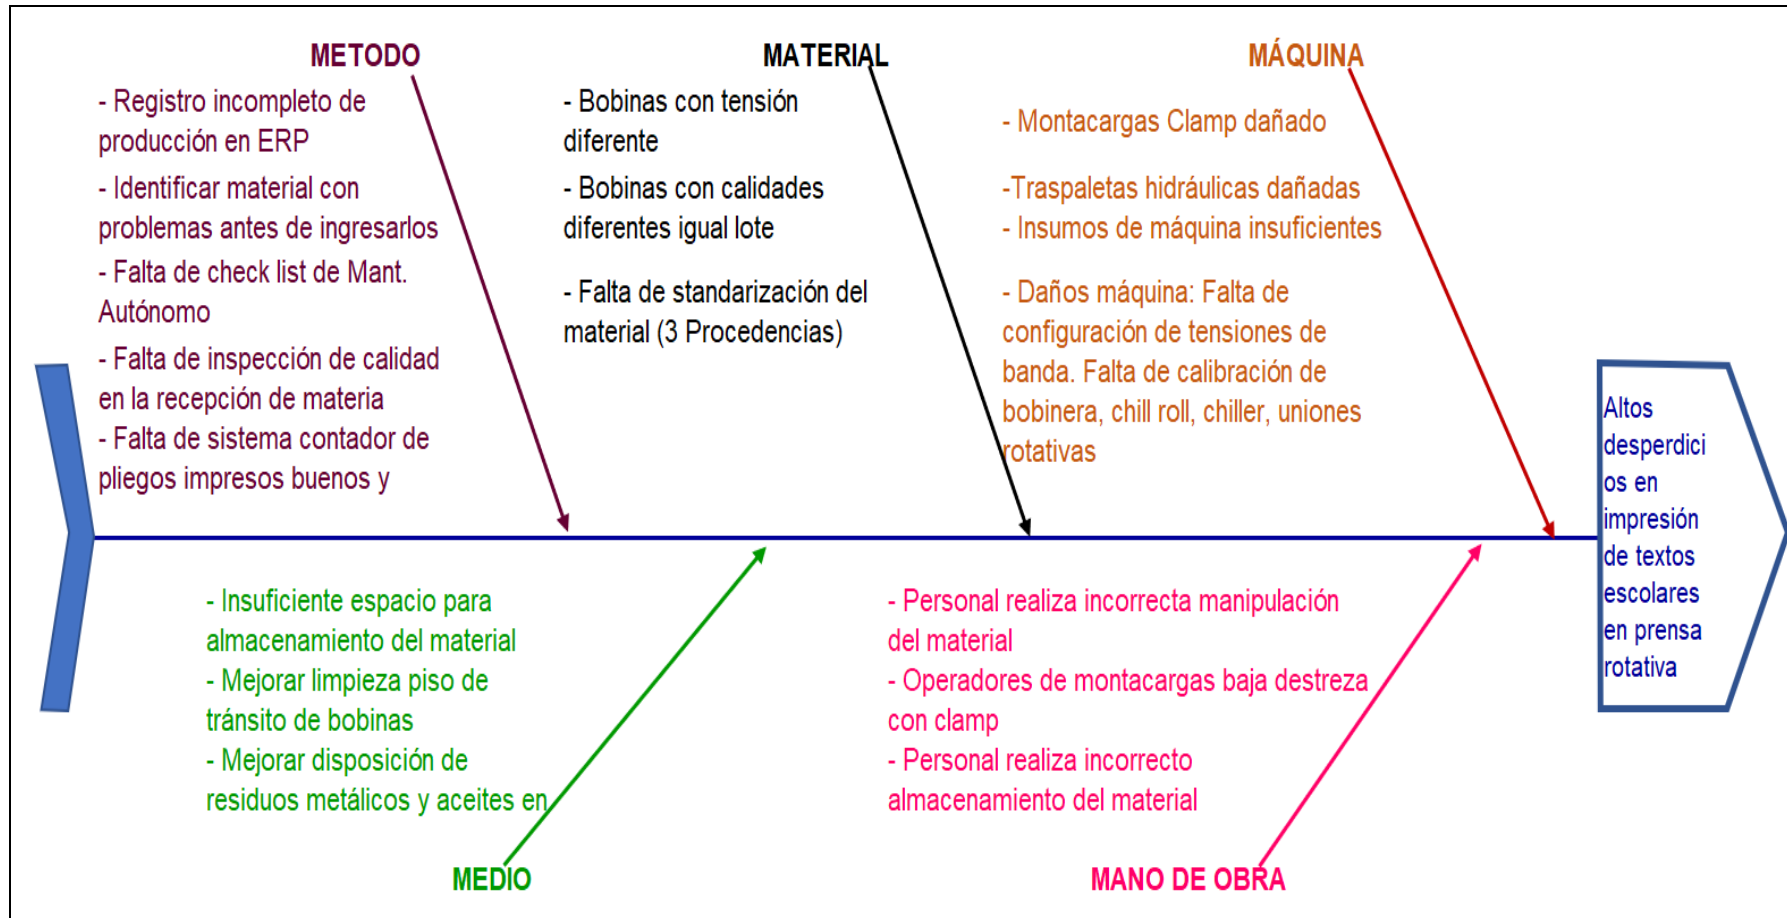 METODO
- Registro incompleto de
producción en ERP
- Identificar material con
problemas antes de ingresarlos
- Falta de check list de Mant.
Autónomo
- Falta de inspección de calidad
en la recepción de materia
- Falta de sistema contador de
pliegos impresos buenos y
MATERIAL
- Bobinas con tensión
diferente
- Bobinas con calidades
diferentes igual lote
- Falta de standarización del
material (3 Procedencias)
MÁQUINA
- Montacargas Clamp dañado
-Traspaletas hidráulicas dañadas
- Insumos de máquina insuficientes
- Daños máquina: Falta de
configuración de tensiones de
banda. Falta de calibración de
bobinera, chill roll, chiller, uniones
rotativas
Altos
desperdici
os en
impresión
de textos
escolares
en prensa
rotativa
- Insuficiente espacio para
almacenamiento del material
- Mejorar limpieza piso de
tránsito de bobinas
- Mejorar disposición de
residuos metálicos y aceites en
MEDIO
- Personal realiza incorrecta manipulación
del material
- Operadores de montacargas baja destreza
con clamp
- Personal realiza incorrecto
almacenamiento del material
MANO DE OBRA